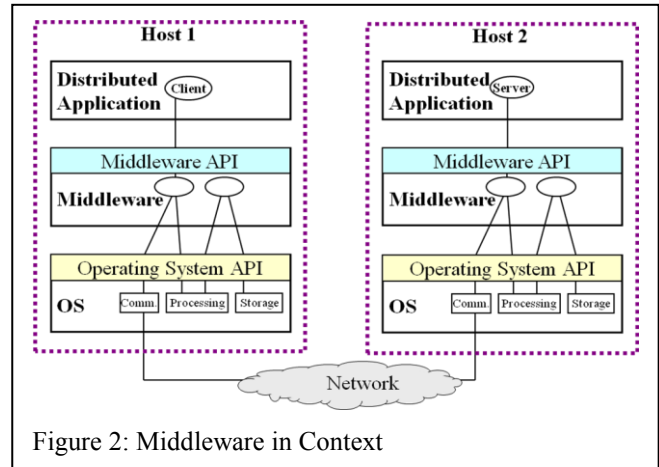 Host 1
Distributed
Application
Client
Middleware API
Middleware
Operating System API
OS
Comm.
Processing
Storage
Host 2
Distributed
Application
Server
Middleware API
Middleware
Operating System API
OS
Comm.
Processing
Storage
Network
Figure 2: Middleware in Context